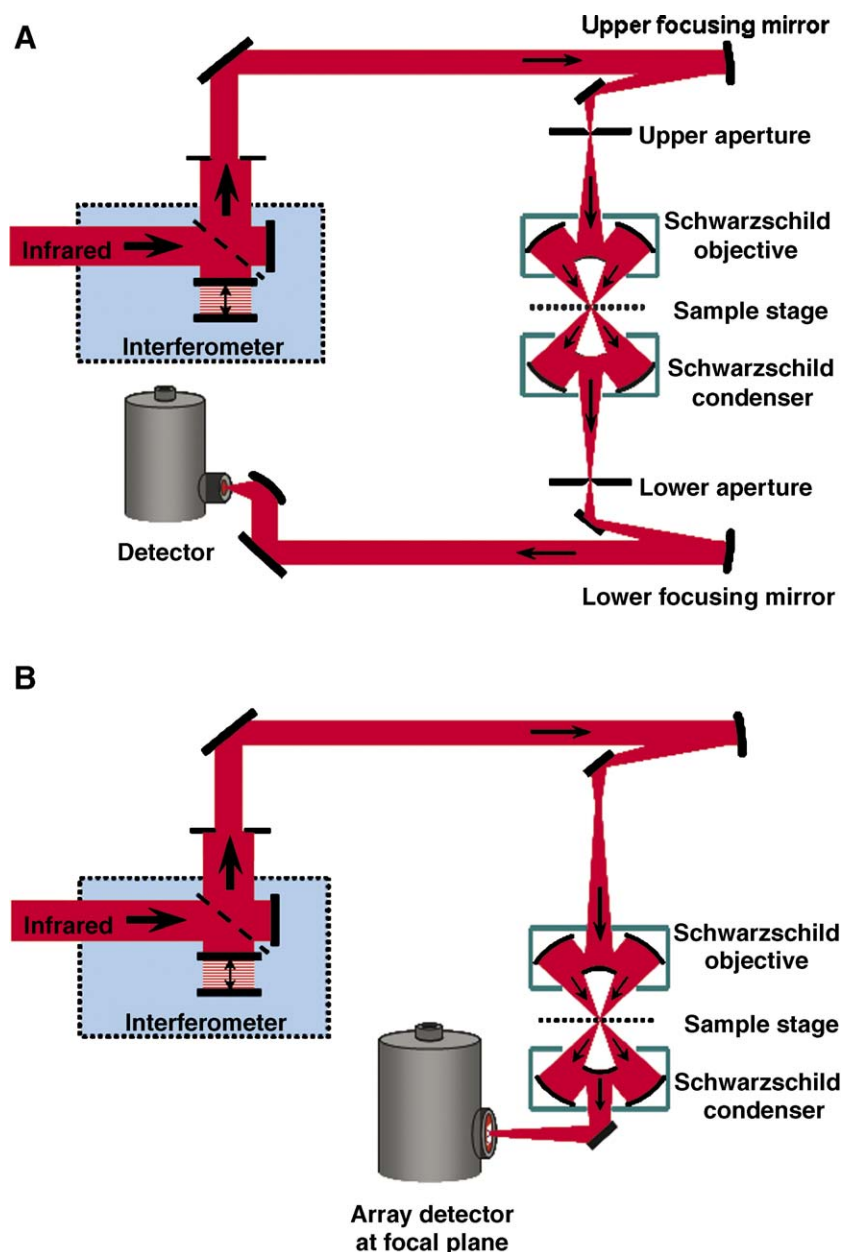 A
Upper focusing mirror
Upper aperture
Schwarzschild
objective
Infrared
Sample stage
Interferometer
Schwarzschild
condenser
Lower aperture
Detector
Lower focusing mirror
B
Schwarzschild
objective
Infrared
Sample stage
Interferometer
Schwarzschild
condenser
Array detector
at focal plane